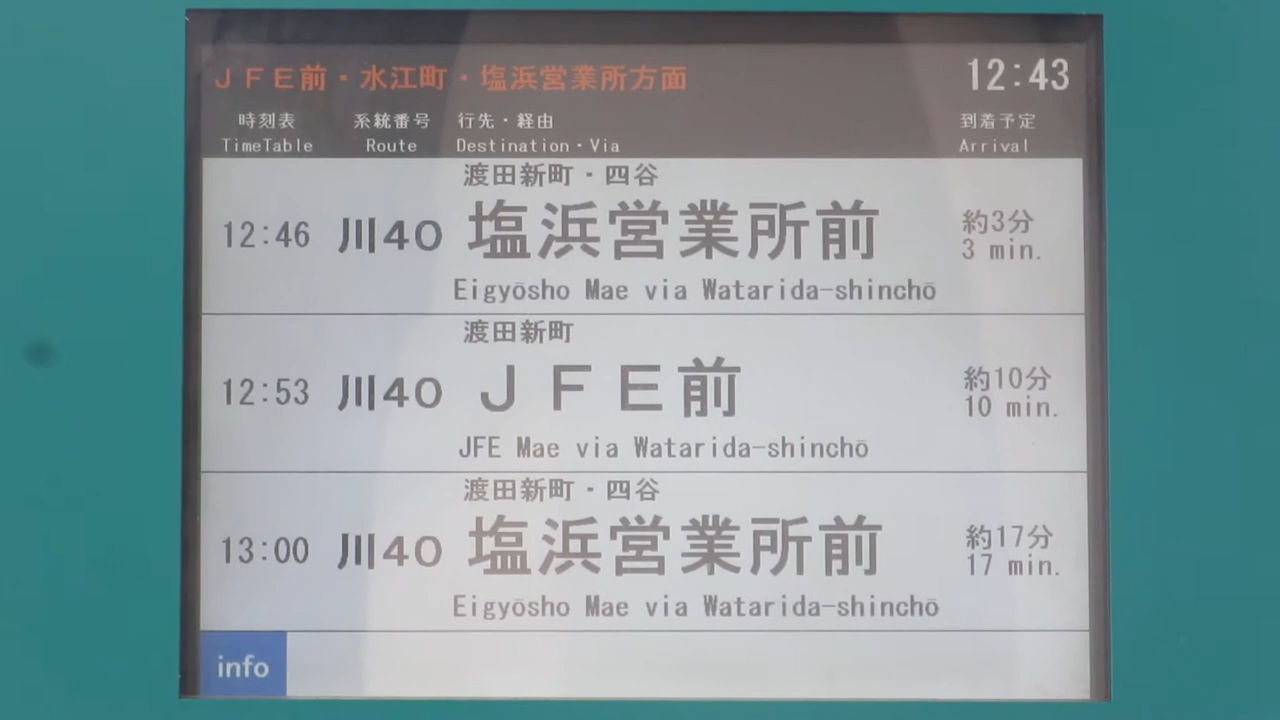 ＪＦＥ前・水江町・塩浜営業所方面 12:43
時刻表 系統番号 行先・経由 到着予定
TimeTable Route Destination・Via Arrival
渡田新町・四谷
12:46 川40 塩浜営業所前 約3分
3 min.
Eigyōsho Mae via Watarida-shinchō
渡田新町
12:53 川40 ＪＦＥ前 約10分
10 min.
JFE Mae via Watarida-shinchō
渡田新町・四谷
13:00 川40 塩浜営業所前 約17分
17 min.
Eigyōsho Mae via Watarida-shinchō
info